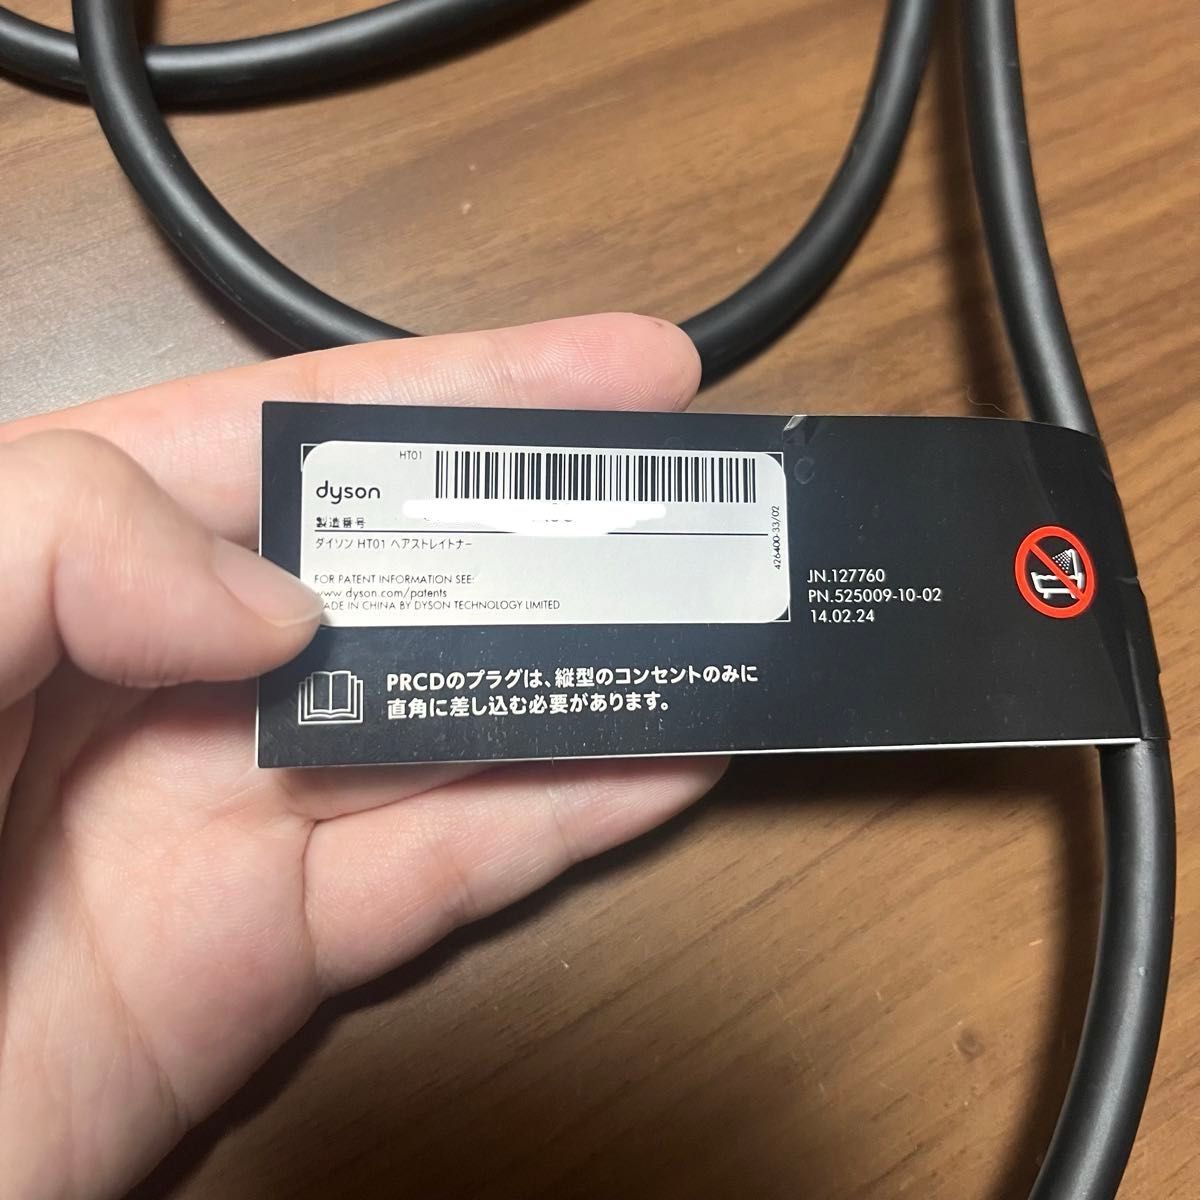 HT01
dyson
製造番号
ダイソン HT01 ヘアストレイトナー
FOR PATENT INFORMATION SEE:
www.dyson.com/patents
MADE IN CHINA BY DYSON TECHNOLOGY LIMITED
426400-33/02
JN.127760
PN.525009-10-02
14.02.24
PRCDのプラグは、縦型のコンセントのみに
直角に差し込む必要があります。